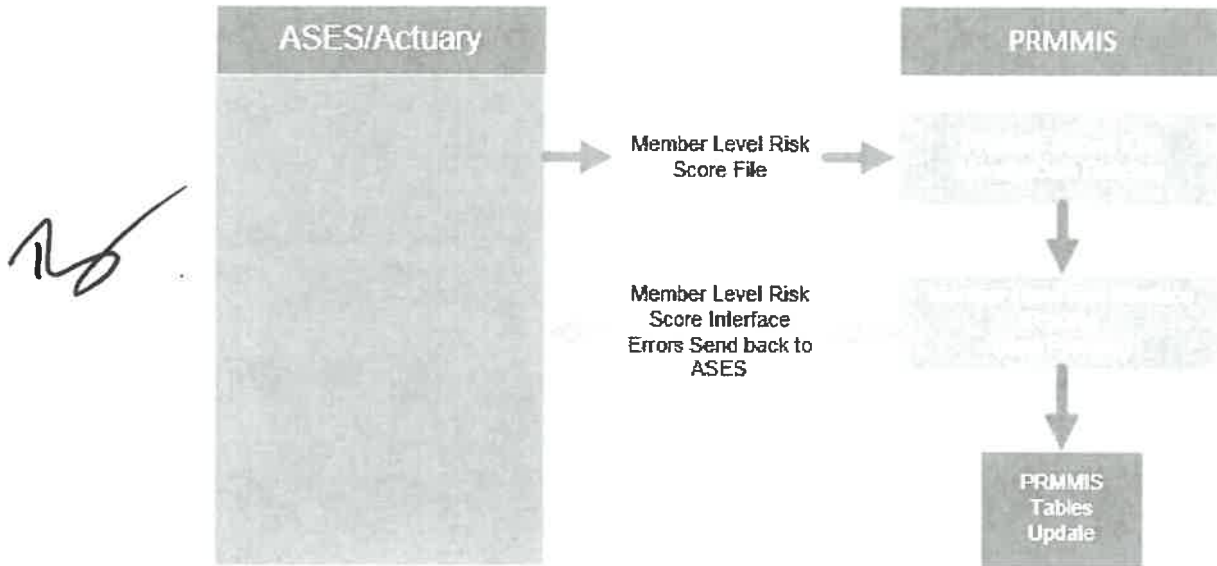 ASES/Actuary
PRMMIS
Member Level Risk
Score File
Member Level Risk
Score Interface
Errors Send back to
ASES
PRMMIS
Tables
Update